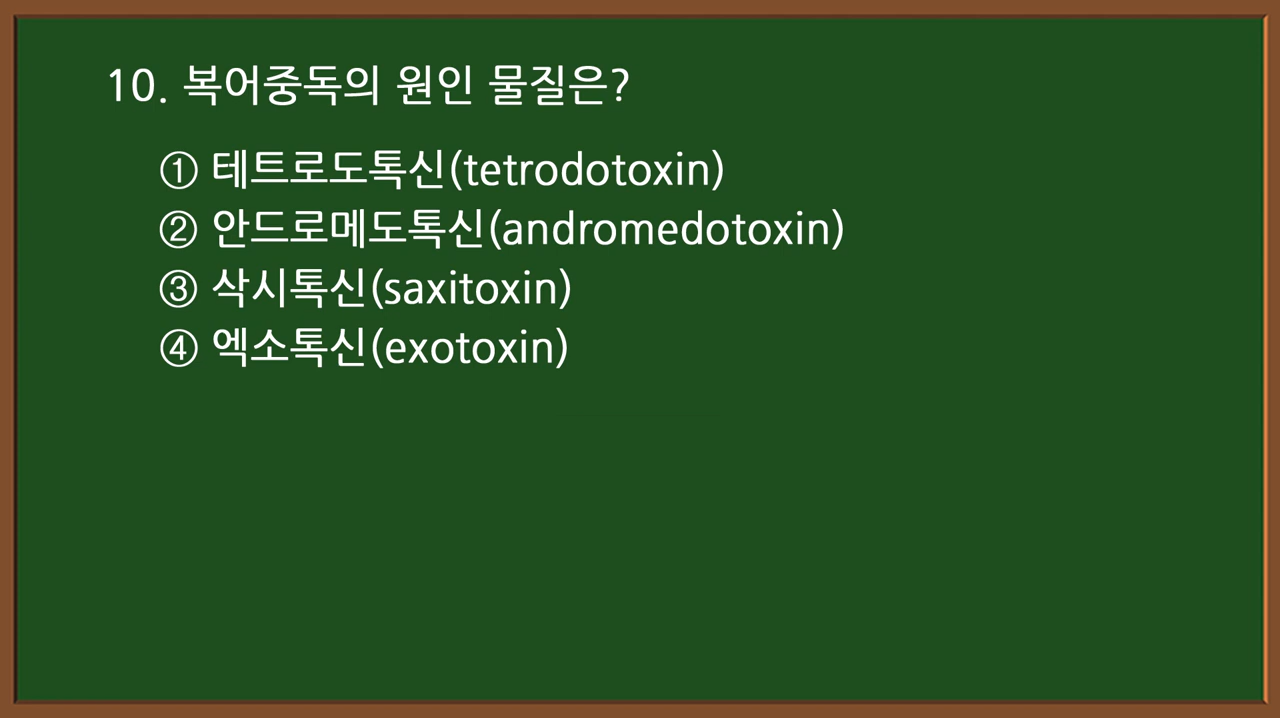 10. 복어중독의 원인 물질은?
① 테트로도톡신(tetrodotoxin)
② 안드로메도톡신(andromedotoxin)
③ 삭시톡신(saxitoxin)
④ 엑소톡신(exotoxin)